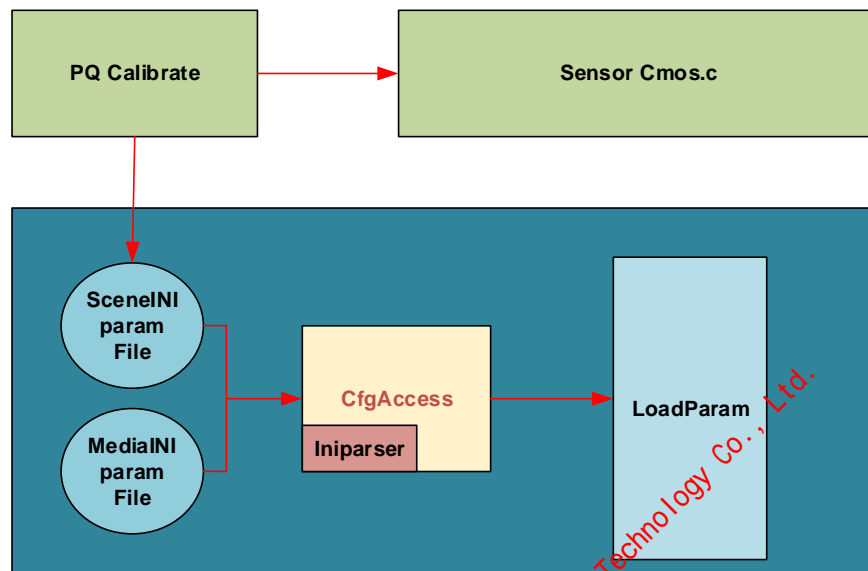 PQ Calibrate
Sensor Cmos.c
SceneINI
param
File
MediaINI
param
File
CfgAccess
Iniparser
LoadParam
Technology Co., Ltd.